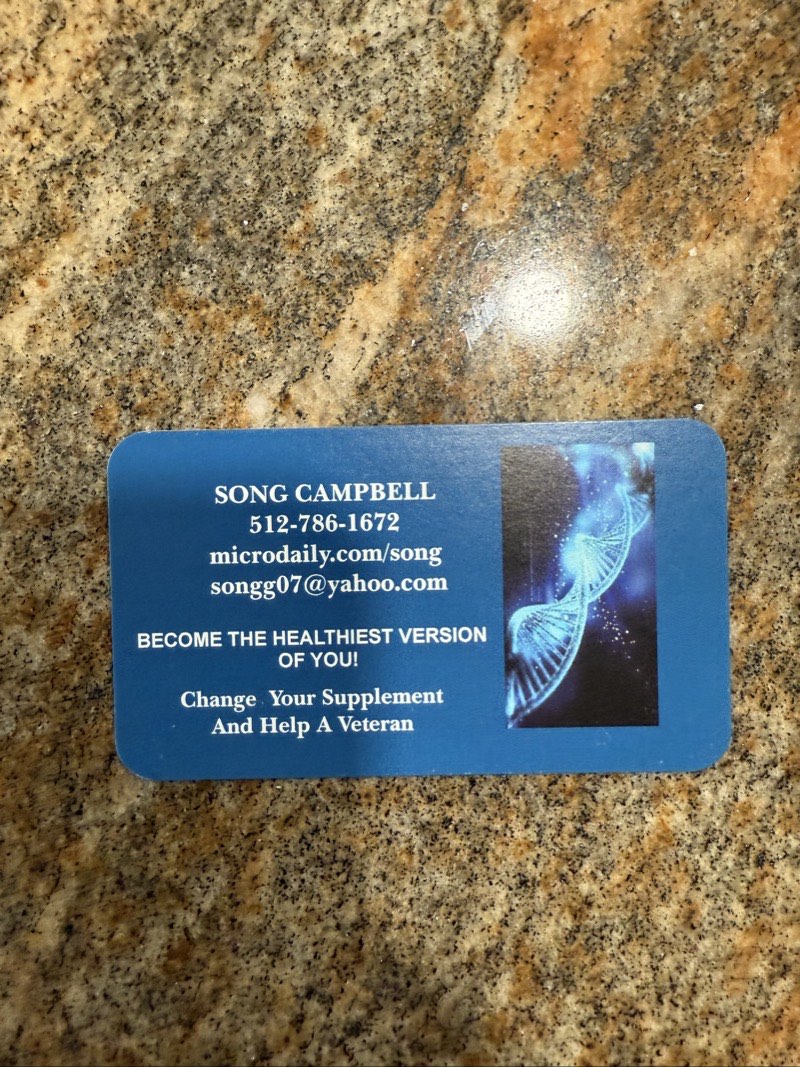 SONG CAMPBELL
512-786-1672
microdaily.com/song
songg07@yahoo.com
BECOME THE HEALTHIEST VERSION
OF YOU!
Change Your Supplement
And Help A Veteran